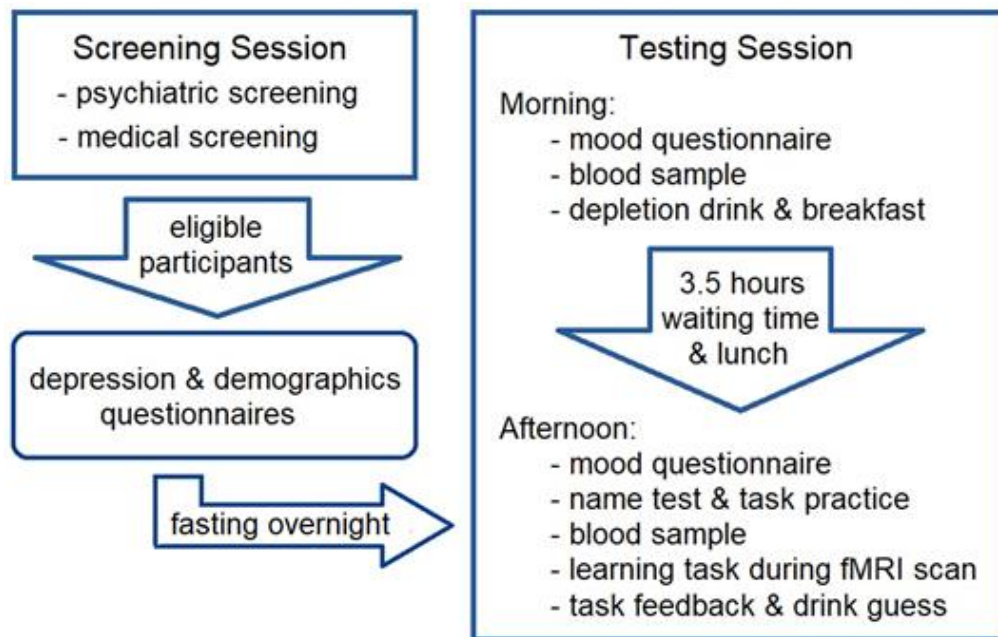 Screening Session
- psychiatric screening
- medical screening
eligible
participants
depression & demographics
questionnaires
fasting overnight
Testing Session
Morning:
- mood questionnaire
- blood sample
- depletion drink & breakfast
3.5 hours
waiting time
& lunch
Afternoon:
- mood questionnaire
- name test & task practice
- blood sample
- learning task during fMRI scan
- task feedback & drink guess